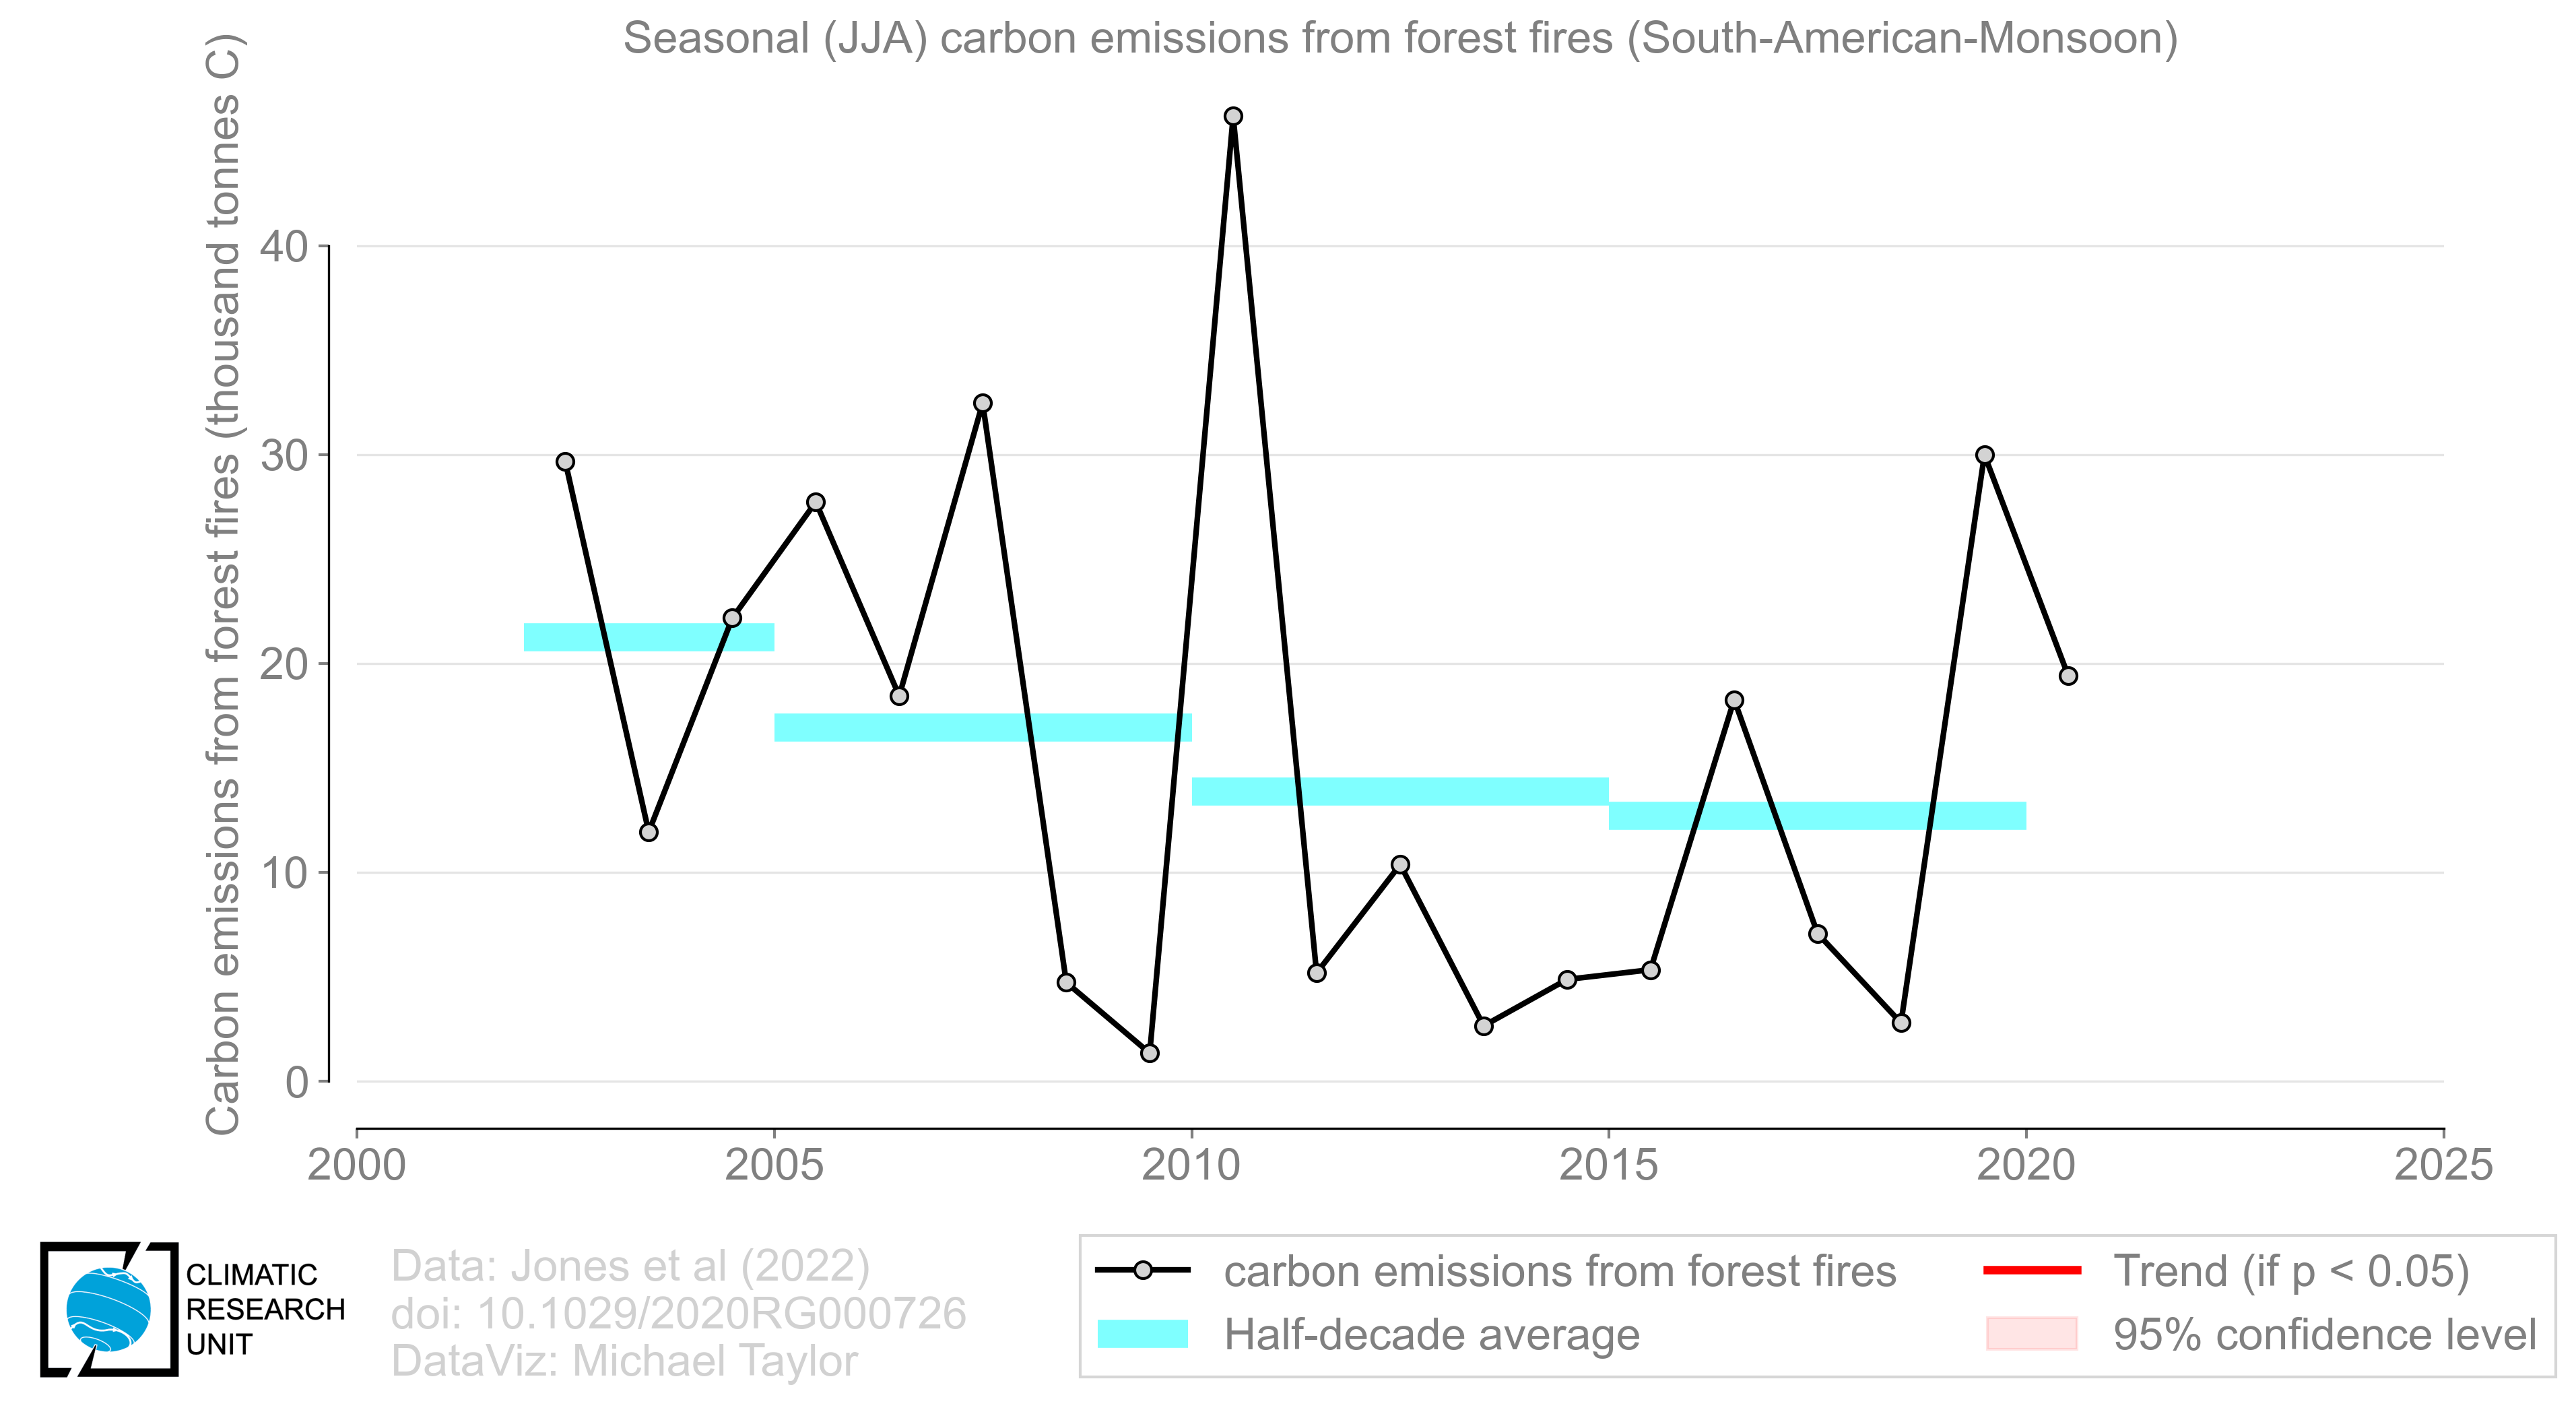 Seasonal (JJA) carbon emissions from forest fires (South-American-Monsoon)
Carbon emissions from forest fires (thousand tonnes C)
40
30
20
10
0
2000
2005
2010
2015
2020
2025
CLIMATIC
RESEARCH
UNIT
Data: Jones et al (2022)
doi: 10.1029/2020RG000726
DataViz: Michael Taylor
carbon emissions from forest fires
Half-decade average
Trend (if p < 0.05)
95% confidence level